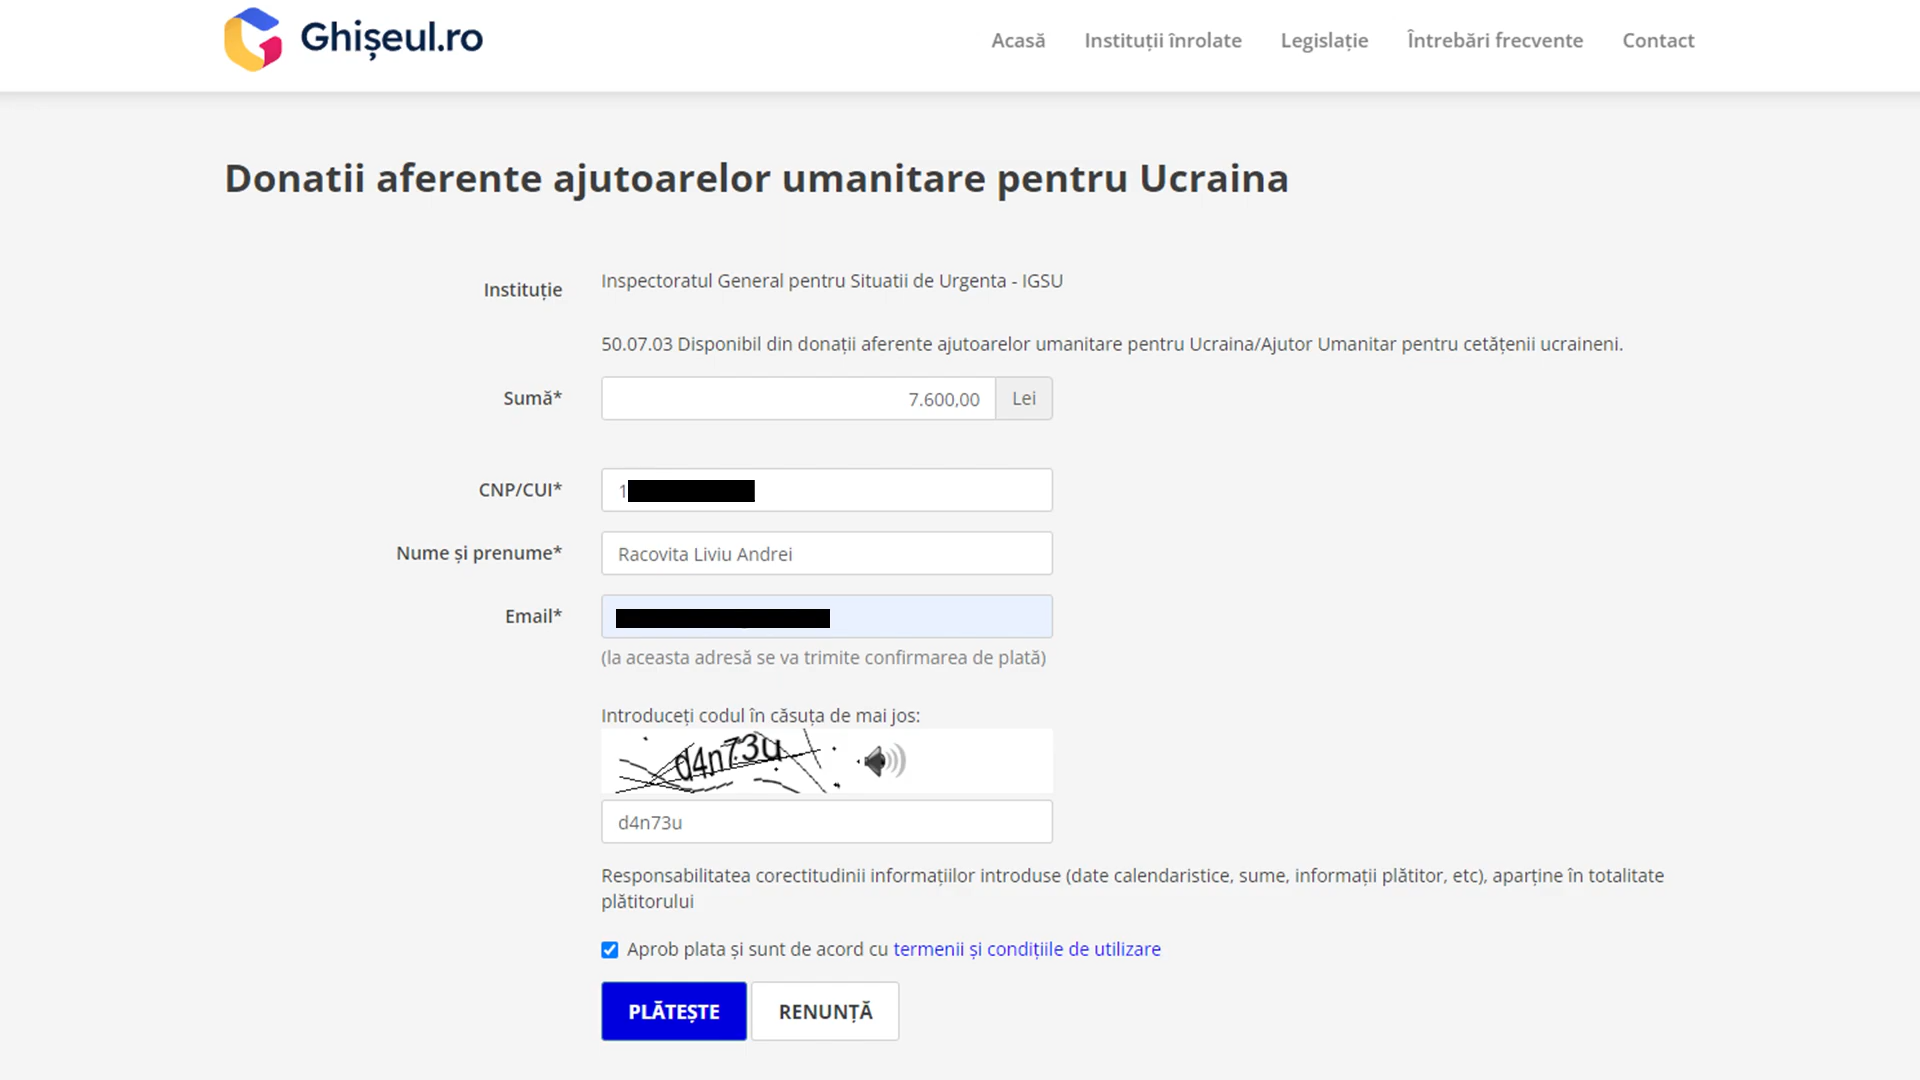 Ghișeul.ro
Acasă Instituții înrolate Legislație Întrebări frecvente Contact
Donatii aferente ajutoarelor umanitare pentru Ucraina
Instituție Inspectoratul General pentru Situatii de Urgenta - IGSU
50.07.03 Disponibil din donații aferente ajutoarelor umanitare pentru Ucraina/Ajutor Umanitar pentru cetățenii ucraineni.
Sumă* 7.600,00 Lei
CNP/CUI* 1
Nume și prenume* Racovita Liviu Andrei
Email*
(la aceasta adresă se va trimite confirmarea de plată)
Introduceți codul în căsuța de mai jos:
d4n73u
d4n73u
Responsabilitatea corectitudinii informațiilor introduse (date calendaristice, sume, informații plătitor, etc), aparține în totalitate
plătitorului
Aprob plata și sunt de acord cu termenii și condițiile de utilizare
PLĂTEȘTE RENUNȚĂ